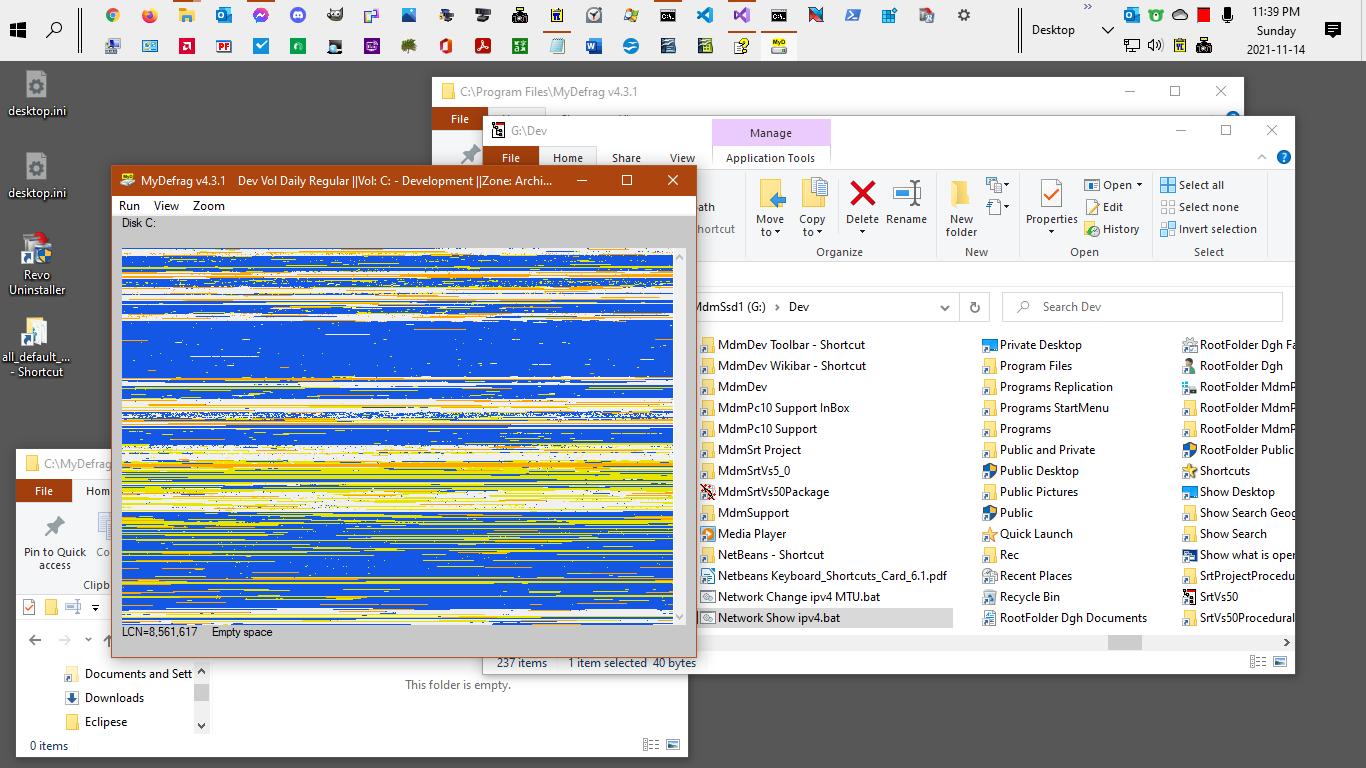 11:39 PM
Sunday
2021-11-14
Desktop
desktop.ini
desktop.ini
Revo
Uninstaller
all_default_...
- Shortcut
C:\Program Files\MyDefrag v4.3.1
File
G:\Dev
Manage
File
Home
Share
View
Application Tools
Move
to
Copy
to
Delete
Rename
New
folder
Properties
Open
Edit
History
Select all
Select none
Invert selection
ath
hortcut
Organize
New
Open
Select
MdmSsd1 (G:)
Dev
Search Dev
MdmDev Toolbar - Shortcut
MdmDev Wikibar - Shortcut
MdmDev
MdmPc10 Support InBox
MdmPc10 Support
MdmSrt Project
MdmSrtVs5_0
MdmSrtVs50Package
MdmSupport
Media Player
NetBeans - Shortcut
Netbeans Keyboard_Shortcuts_Card_6.1.pdf
Network Change ipv4 MTU.bat
Network Show ipv4.bat
Private Desktop
Program Files
Programs Replication
Programs StartMenu
Programs
Public and Private
Public Desktop
Public Pictures
Public
Quick Launch
Rec
Recent Places
Recycle Bin
RootFolder Dgh Documents
RootFolder Dgh Fa
RootFolder Dgh
RootFolder MdmP
RootFolder MdmP
RootFolder MdmP
RootFolder Public
Shortcuts
Show Desktop
Show Search Geog
Show Search
Show what is oper
SrtProjectProcedu
SrtVs50
SrtVs50Procedural
237 items
1 item selected 40 bytes
MyDefrag v4.3.1 Dev Vol Daily Regular ||Vol: C: - Development ||Zone: Archi...
Run View Zoom
Disk C:
LCN=8,561,617 Empty space
C:\MyDefrag
File
Hom
Pin to Quick
access
Co
Clipb
Documents and Sett
Downloads
Eclipese
This folder is empty.
0 items